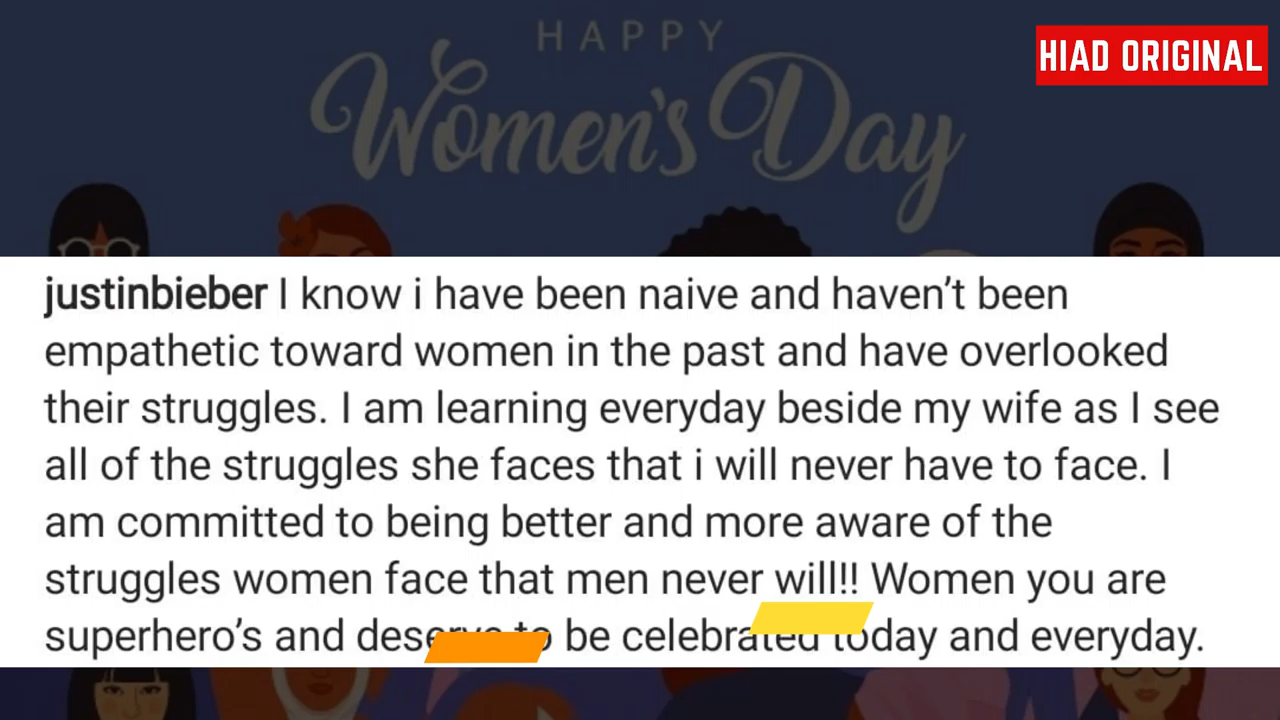 HAPPY
Women's Day
HIAD ORIGINAL
justinbieber I know i have been naive and haven’t been
empathetic toward women in the past and have overlooked
their struggles. I am learning everyday beside my wife as I see
all of the struggles she faces that i will never have to face. I
am committed to being better and more aware of the
struggles women face that men never will!! Women you are
superhero’s and deserve to be celebrated today and everyday.